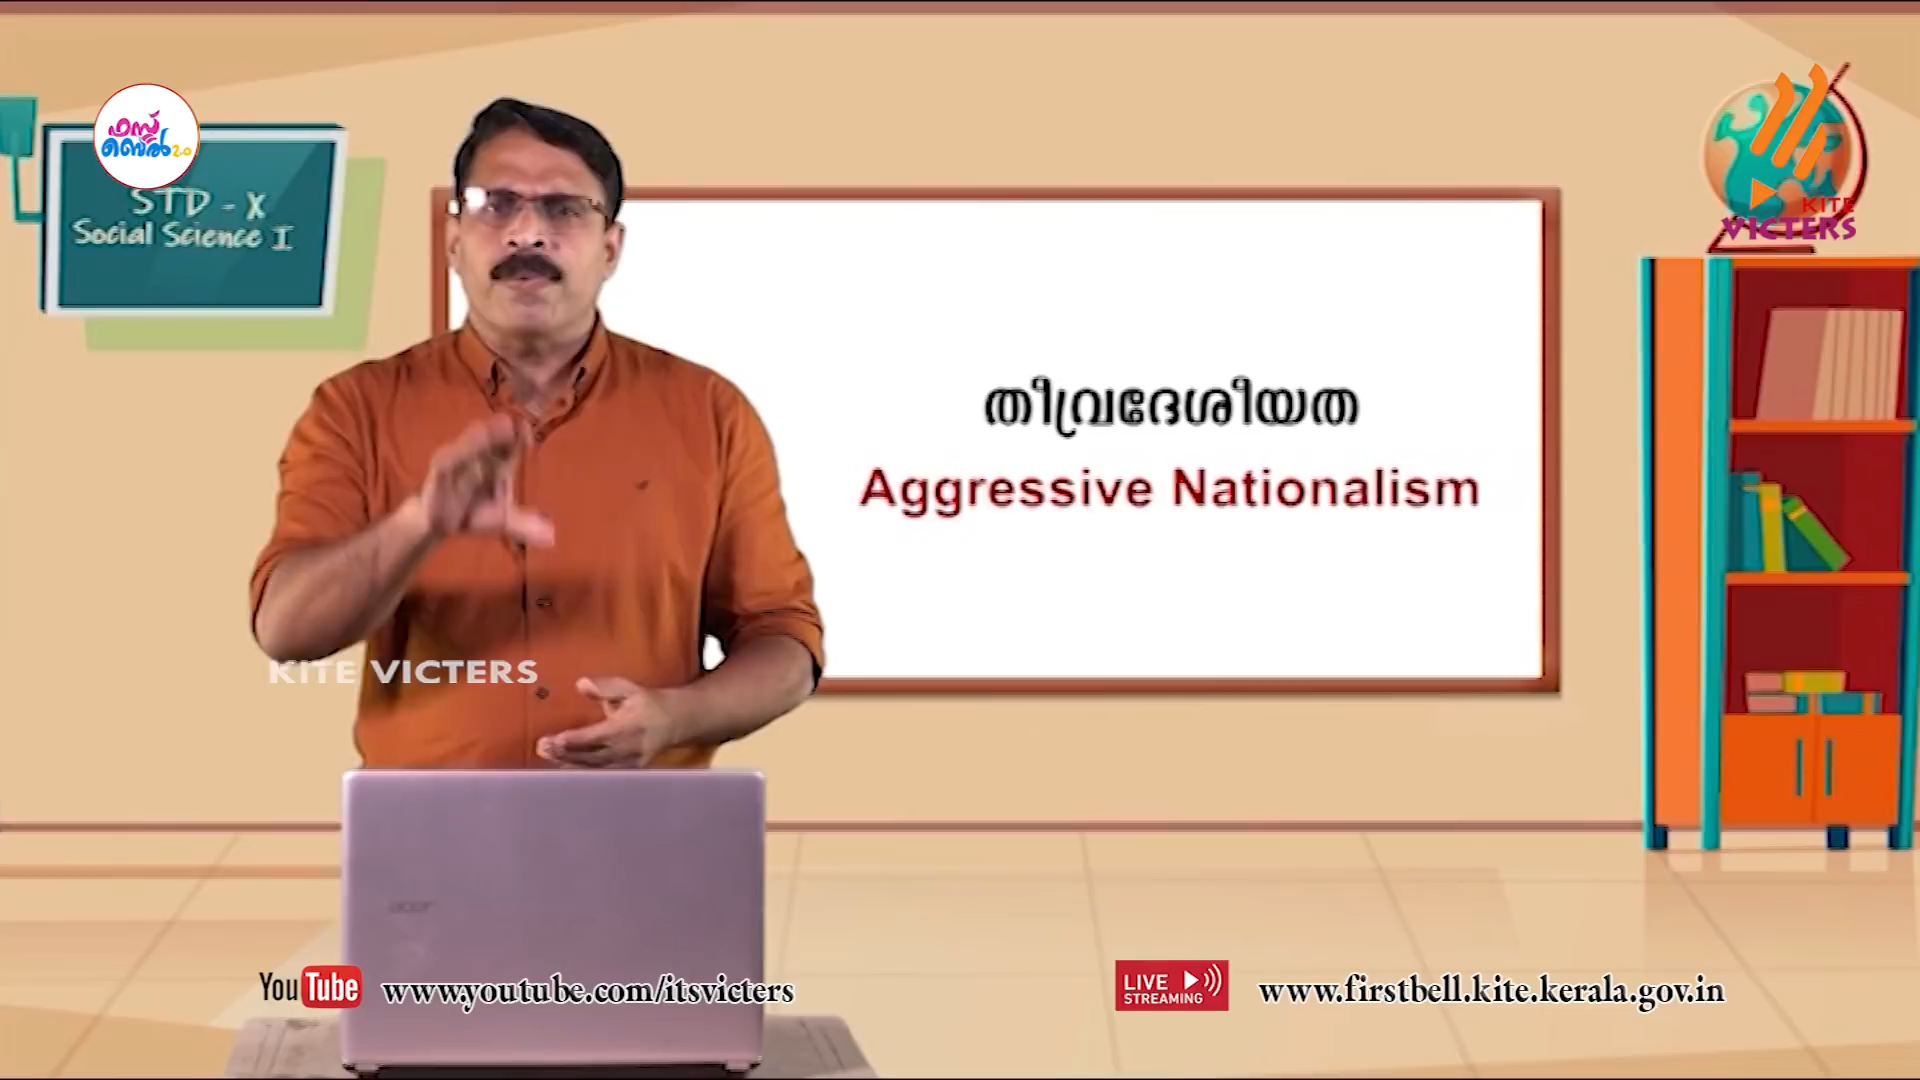 ഫസ്റ്റ്
ബെൽ 2.0
STD - X
Social Science I
KITE
VICTERS
തീവ്രദേശീയത
Aggressive Nationalism
KITE VICTERS
acer
YouTube www.youtube.com/itsvicters
LIVE STREAMING www.firstbell.kite.kerala.gov.in